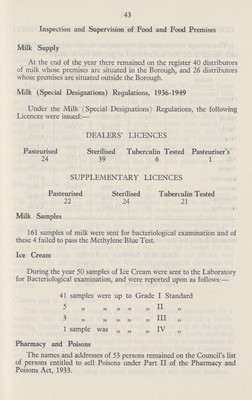 43
Inspection and Supervision of Food and Food Premises
Milk Supply
At the end of the year there remained on the register 40 distributors
of milk whose premises are situated in the Borough, and 26 distributors
whose premises are situated outside the Borough.
Milk (Special Designations) Regulations, 1936-1949
Under the Milk (Special Designations) Regulations, the following
Licences were issued:—
DEALERS' LICENCES
Pasteurised Sterilised Tuberculin Tested Pasteuriser's
24 39 6 1
SUPPLEMENTARY LICENCES
Pasteurised Sterilised Tuberculin Tested
22 24 21
Milk Samples
161 samples of milk were sent for bacteriological examination and of
these 4 failed to pass the Methylene Blue Test.
Ice Cream
During the year 50 samples of Ice Cream were sent to the Laboratory
for Bacteriological examination, and were reported upon as follows:—
41 samples were up to Grade I Standard
5 „ „ „ „ „ II „
3 „ „ „ „ „ III „
1 sample was „ „ „ IV „
Pharmacy and Poisons
The names and addresses of 53 persons remained on the Council's list
of persons entitled to sell Poisons under Part II of the Pharmacy and
Poisons Act, 1933.